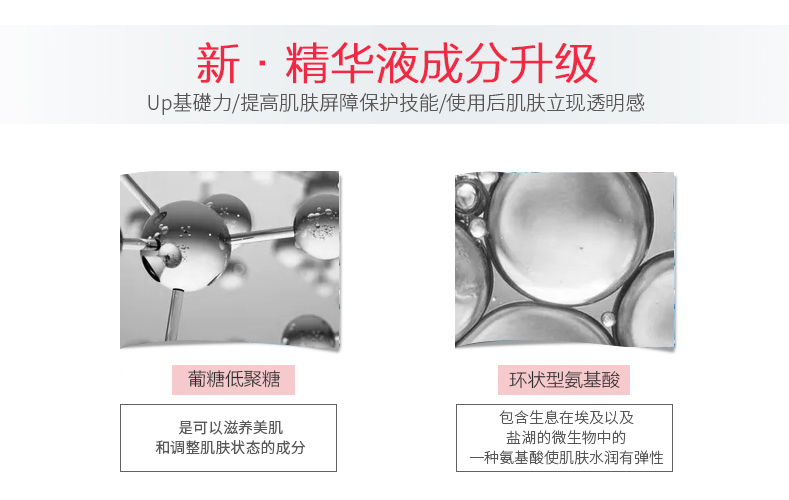 新·精华液成分升级
Up基礎力/提高肌肤屏障保护技能/使用后肌肤立现透明感
葡糖低聚糖
环状型氨基酸
是可以滋养美肌
和调整肌肤状态的成分
包含生息在埃及以及
盐湖的微生物中的
一种氨基酸使肌肤水润有弹性